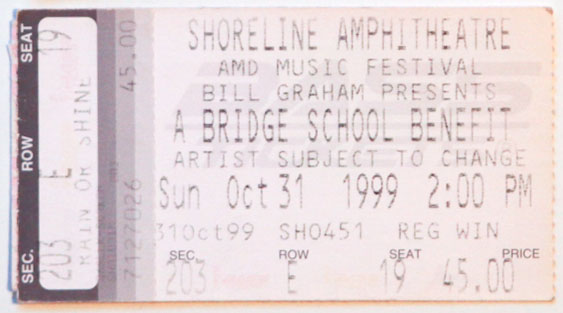 SHORELINE AMPHITHEATRE
AMD MUSIC FESTIVAL
BILL GRAHAM PRESENTS
A BRIDGE SCHOOL BENEFIT
ARTIST SUBJECT TO CHANGE
Sun Oct 31 1999 2:00 PM
31Oct99 SHO451 REG WIN
SEC. ROW SEAT PRICE
203 E 19 45.00
SEC. ROW SEAT
203 E 19
RAIN OR SHINE
7127026 45.00